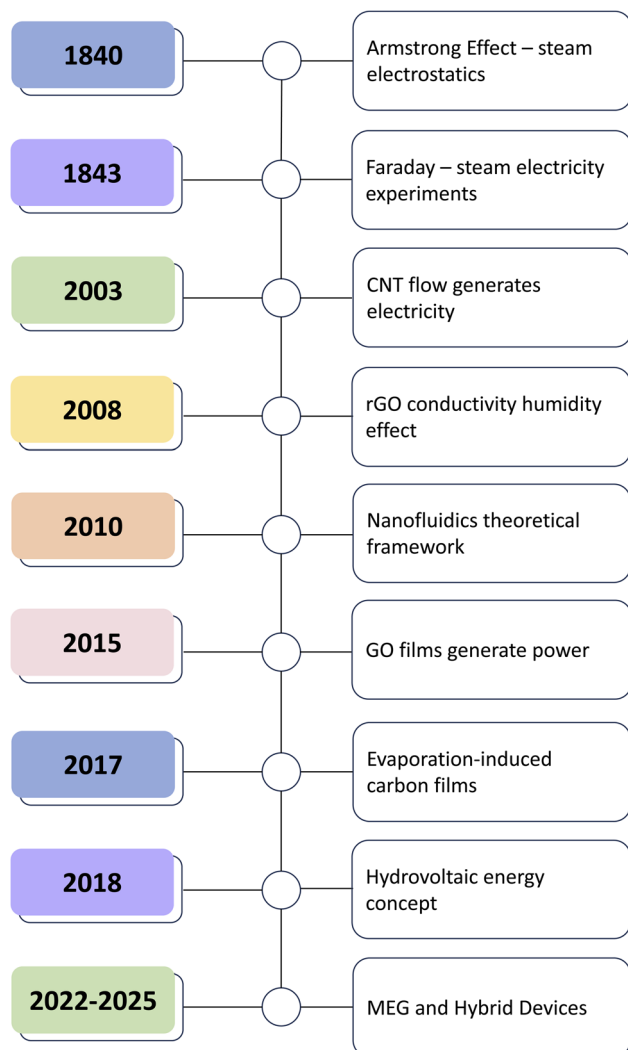 1840
Armstrong Effect – steam
electrostatics
1843
Faraday – steam electricity
experiments
2003
CNT flow generates
electricity
2008
rGO conductivity humidity
effect
2010
Nanofluidics theoretical
framework
2015
GO films generate power
2017
Evaporation-induced
carbon films
2018
Hydrovoltaic energy
concept
2022-2025
MEG and Hybrid Devices